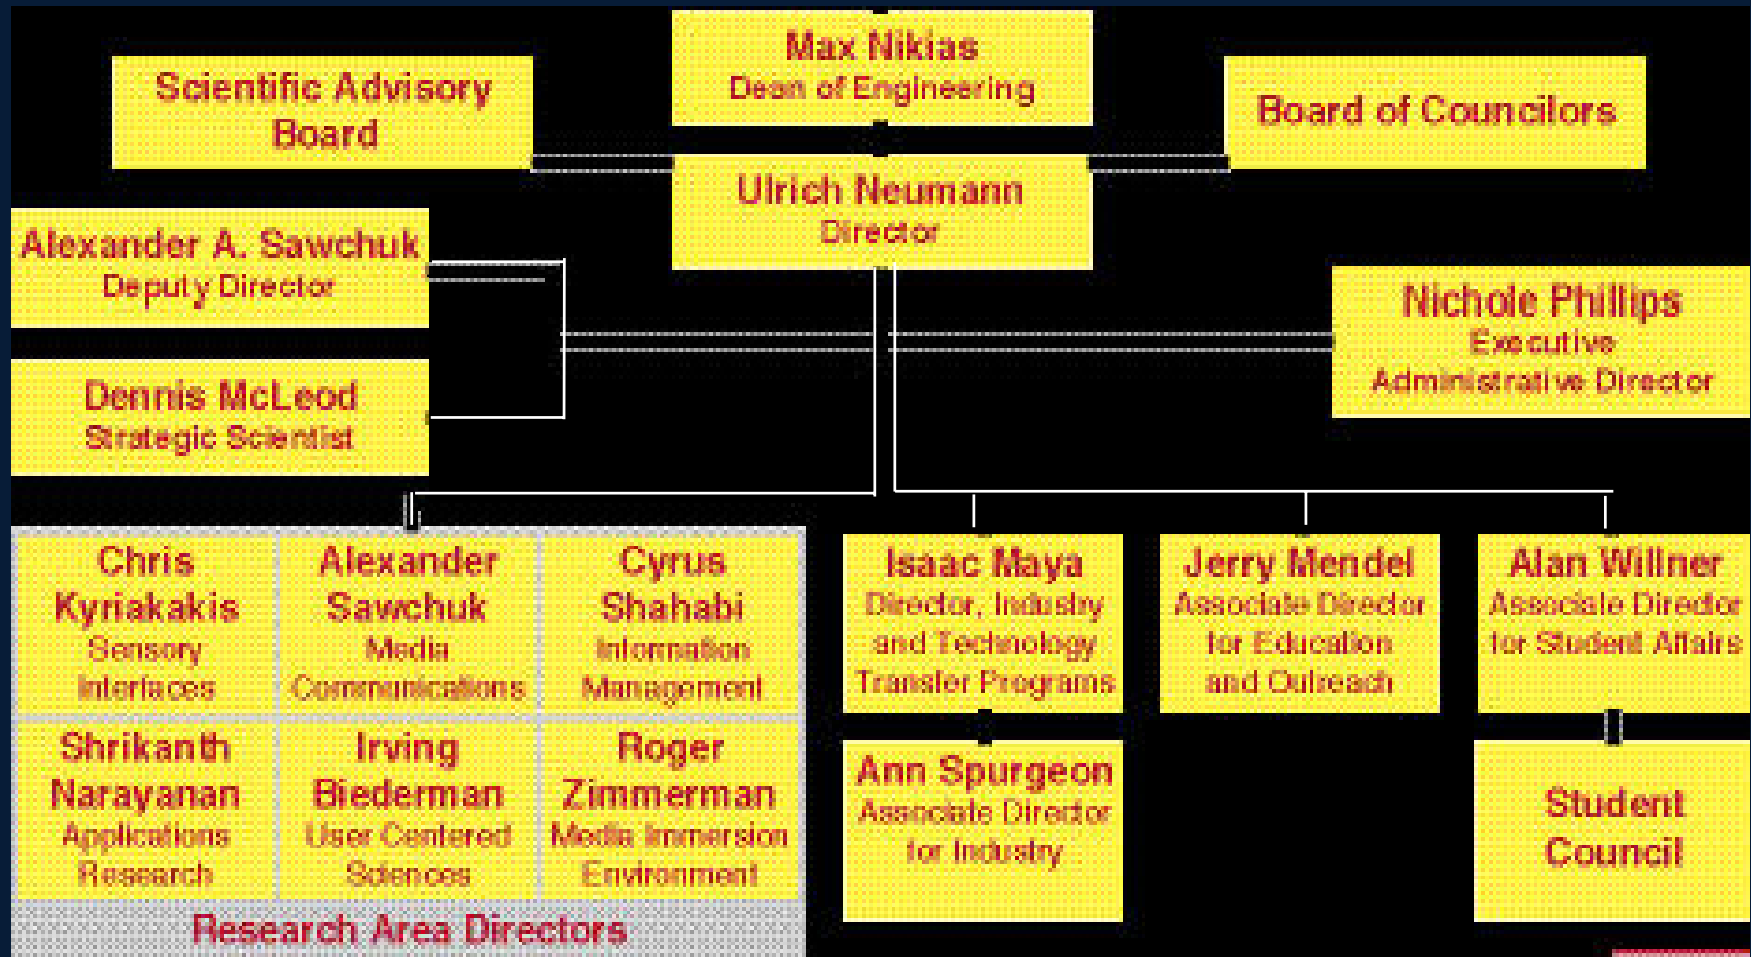 Max Nikias
Dean of Engineering
Scientific Advisory
Board
Board of Councilors
Ulrich Neumann
Director
Alexander A. Sawchuk
Deputy Director
Nichole Phillips
Executive
Administrative Director
Dennis McLeod
Strategic Scientist
Chris
Kyriakakis
Sensory
Interfaces
Alexander
Sawchuk
Media
Communications
Cyrus
Shahabi
Information
Management
Shrikanth
Narayanan
Applications
Research
Irving
Biederman
User Centered
Sciences
Roger
Zimmerman
Media Immersion
Environment
Research Area Directors
Isaac Maya
Director, Industry
and Technology
Transfer Programs
Ann Spurgeon
Associate Director
for Industry
Jerry Mendel
Associate Director
for Education
and Outreach
Alan Willner
Associate Director
for Student Affairs
Student
Council